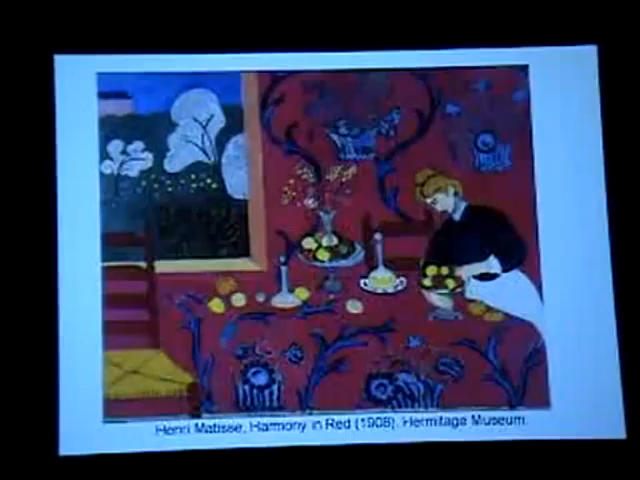 Henri Matisse, Harmony in Red (1908). Hermitage Museum.